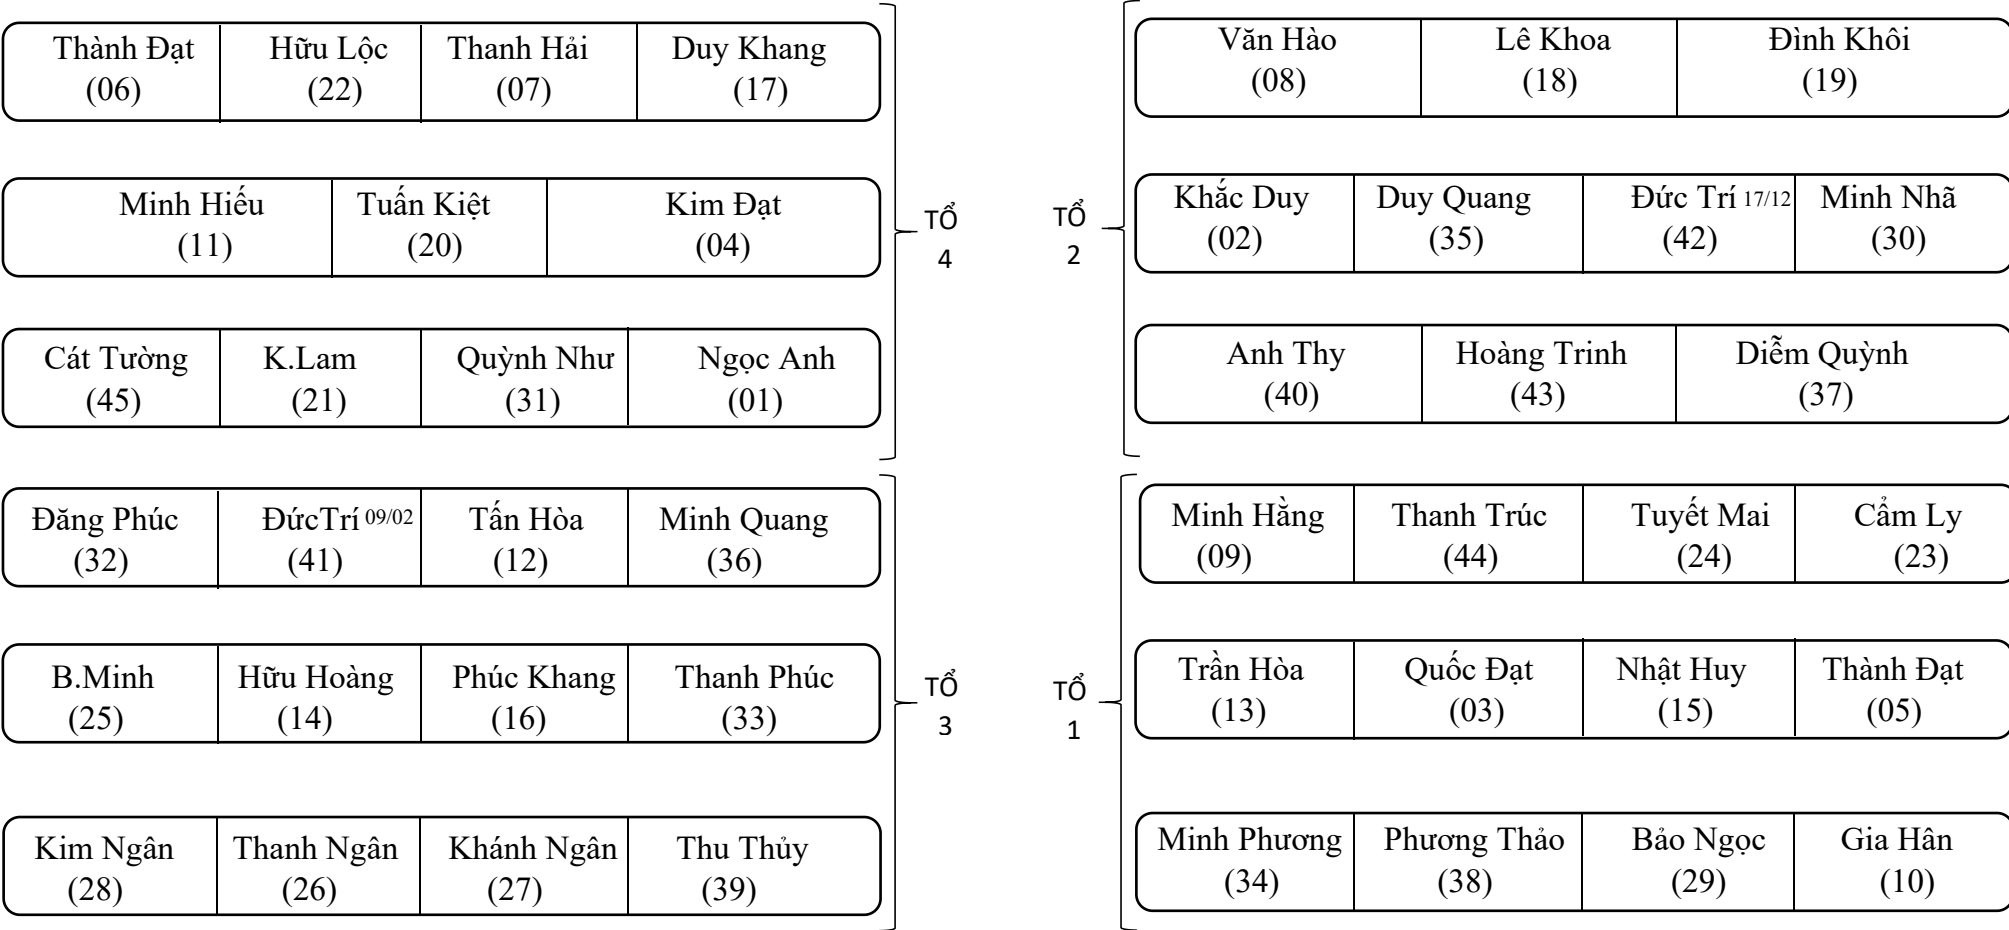 Thành Đạt Hữu Lộc Thanh Hải Duy Khang
(06) (22) (07) (17)
Minh Hiếu Tuấn Kiệt Kim Đạt
(11) (20) (04)
Cát Tường K.Lam Quỳnh Như Ngọc Anh
(45) (21) (31) (01)
TỔ
4
Văn Hào Lê Khoa Đình Khôi
(08) (18) (19)
Khắc Duy Duy Quang Đức Trí 17/12 Minh Nhã
(02) (35) (42) (30)
Anh Thy Hoàng Trinh Diễm Quỳnh
(40) (43) (37)
TỔ
2
Đăng Phúc ĐứcTrí 09/02 Tấn Hòa Minh Quang
(32) (41) (12) (36)
B.Minh Hữu Hoàng Phúc Khang Thanh Phúc
(25) (14) (16) (33)
Kim Ngân Thanh Ngân Khánh Ngân Thu Thủy
(28) (26) (27) (39)
TỔ
3
Minh Hằng Thanh Trúc Tuyết Mai Cẩm Ly
(09) (44) (24) (23)
Trần Hòa Quốc Đạt Nhật Huy Thành Đạt
(13) (03) (15) (05)
Minh Phương Phương Thảo Bảo Ngọc Gia Hân
(34) (38) (29) (10)
TỔ
1